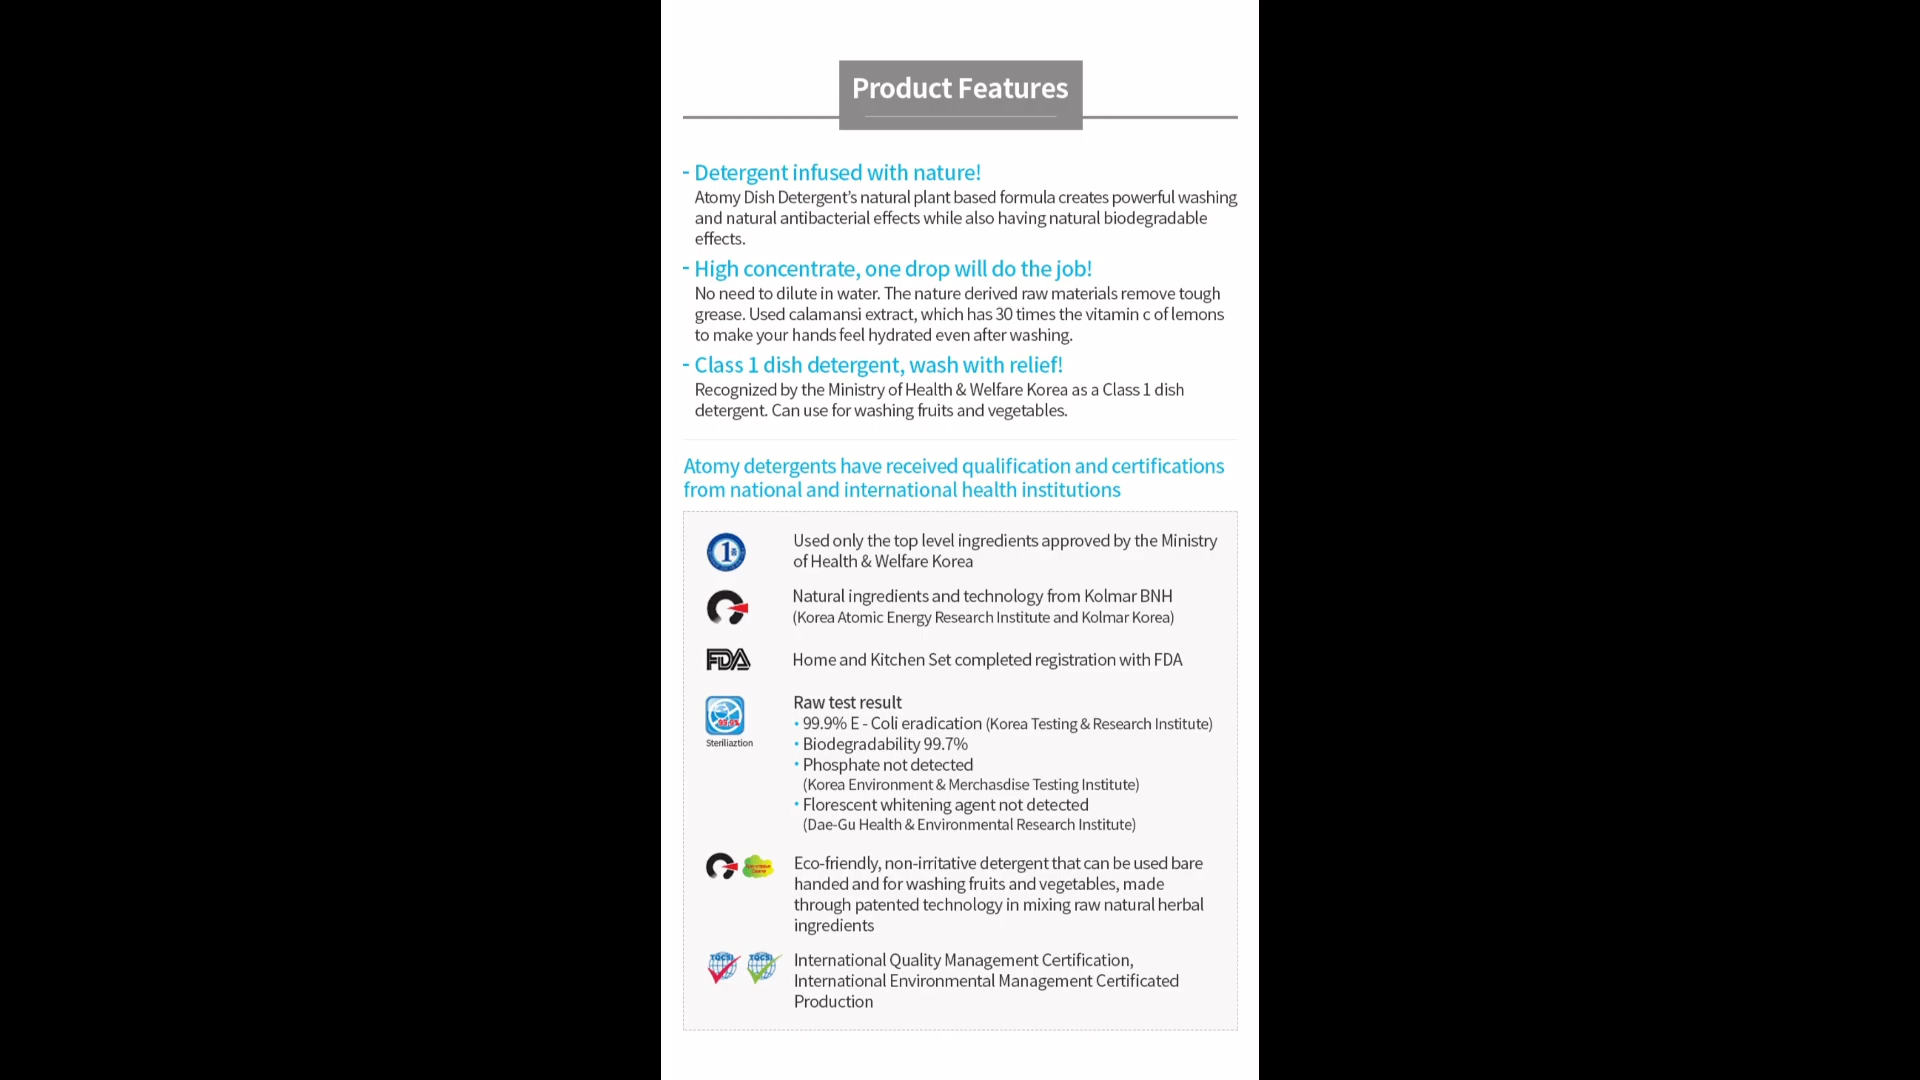 Product Features
- Detergent infused with nature!
Atomy Dish Detergent’s natural plant based formula creates powerful washing
and natural antibacterial effects while also having natural biodegradable
effects.
- High concentrate, one drop will do the job!
No need to dilute in water. The nature derived raw materials remove tough
grease. Used calamansi extract, which has 30 times the vitamin c of lemons
to make your hands feel hydrated even after washing.
- Class 1 dish detergent, wash with relief!
Recognized by the Ministry of Health & Welfare Korea as a Class 1 dish
detergent. Can use for washing fruits and vegetables.
Atomy detergents have received qualification and certifications
from national and international health institutions
1
Used only the top level ingredients approved by the Ministry
of Health & Welfare Korea
Natural ingredients and technology from Kolmar BNH
(Korea Atomic Energy Research Institute and Kolmar Korea)
FDA
Home and Kitchen Set completed registration with FDA
99.9%
Steriliaztion
Raw test result
• 99.9% E - Coli eradication (Korea Testing & Research Institute)
• Biodegradability 99.7%
• Phosphate not detected
(Korea Environment & Merchasdise Testing Institute)
• Florescent whitening agent not detected
(Dae-Gu Health & Environmental Research Institute)
Eco-friendly, non-irritative detergent that can be used bare
handed and for washing fruits and vegetables, made
through patented technology in mixing raw natural herbal
ingredients
TQCSI TQCSI
International Quality Management Certification,
International Environmental Management Certificated
Production